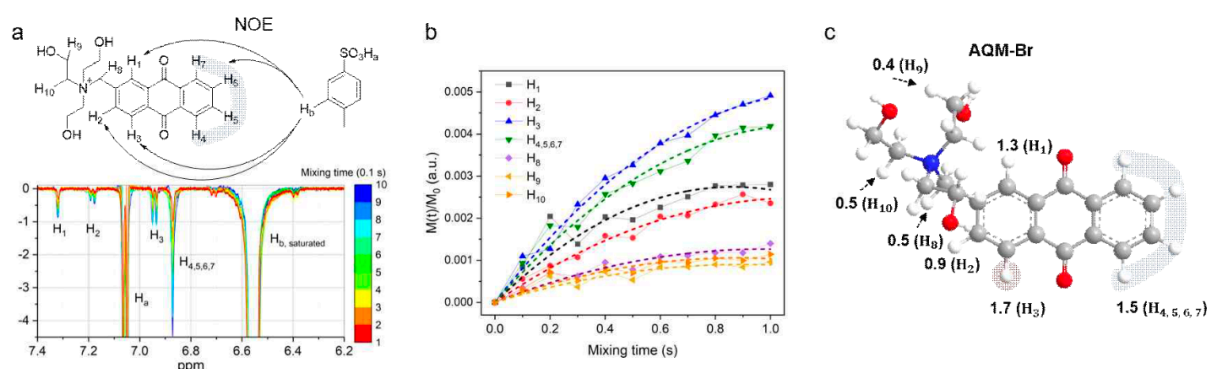 a
NOE
HO
H9
OH
H10
N+
H8
OH
H1
O
H7
H6
H5
H4
H3
O
H2
Hb
SO3Ha
Mixing time (0.1 s)
0
-1
-2
-3
-4
H1
H2
H3
Ha
H4,5,6,7
Hb, saturated
10
9
8
7
6
5
4
3
2
1
7.4 7.2 7.0 6.8 6.6 6.4 6.2
ppm
b
M(t)/M0 (a.u.)
0.005
0.004
0.003
0.002
0.001
0.000
H1
H2
H3
H4,5,6,7
H8
H9
H10
0.0 0.2 0.4 0.6 0.8 1.0
Mixing time (s)
c
AQM-Br
0.4 (H9)
1.3 (H1)
0.5 (H10)
0.5 (H8)
0.9 (H2)
1.7 (H3)
1.5 (H4, 5, 6, 7)